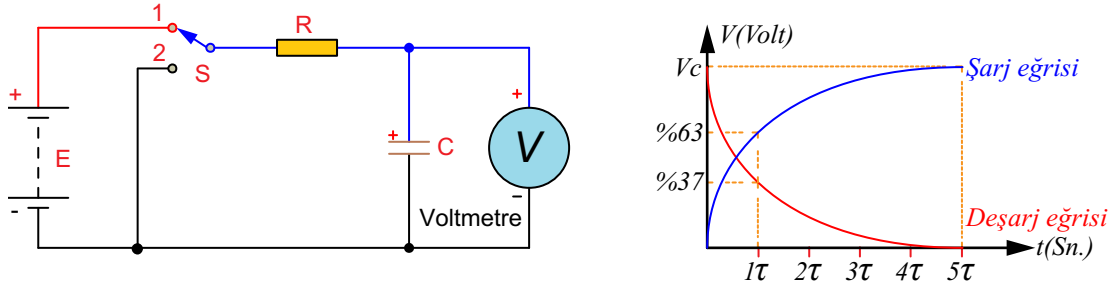 1
2
S
R
+
E
-
+
C
+
V
-
Voltmetre
V(Volt)
Vc
%63
%37
Şarj eğrisi
Deşarj eğrisi
t(Sn.)
1τ 2τ 3τ 4τ 5τ